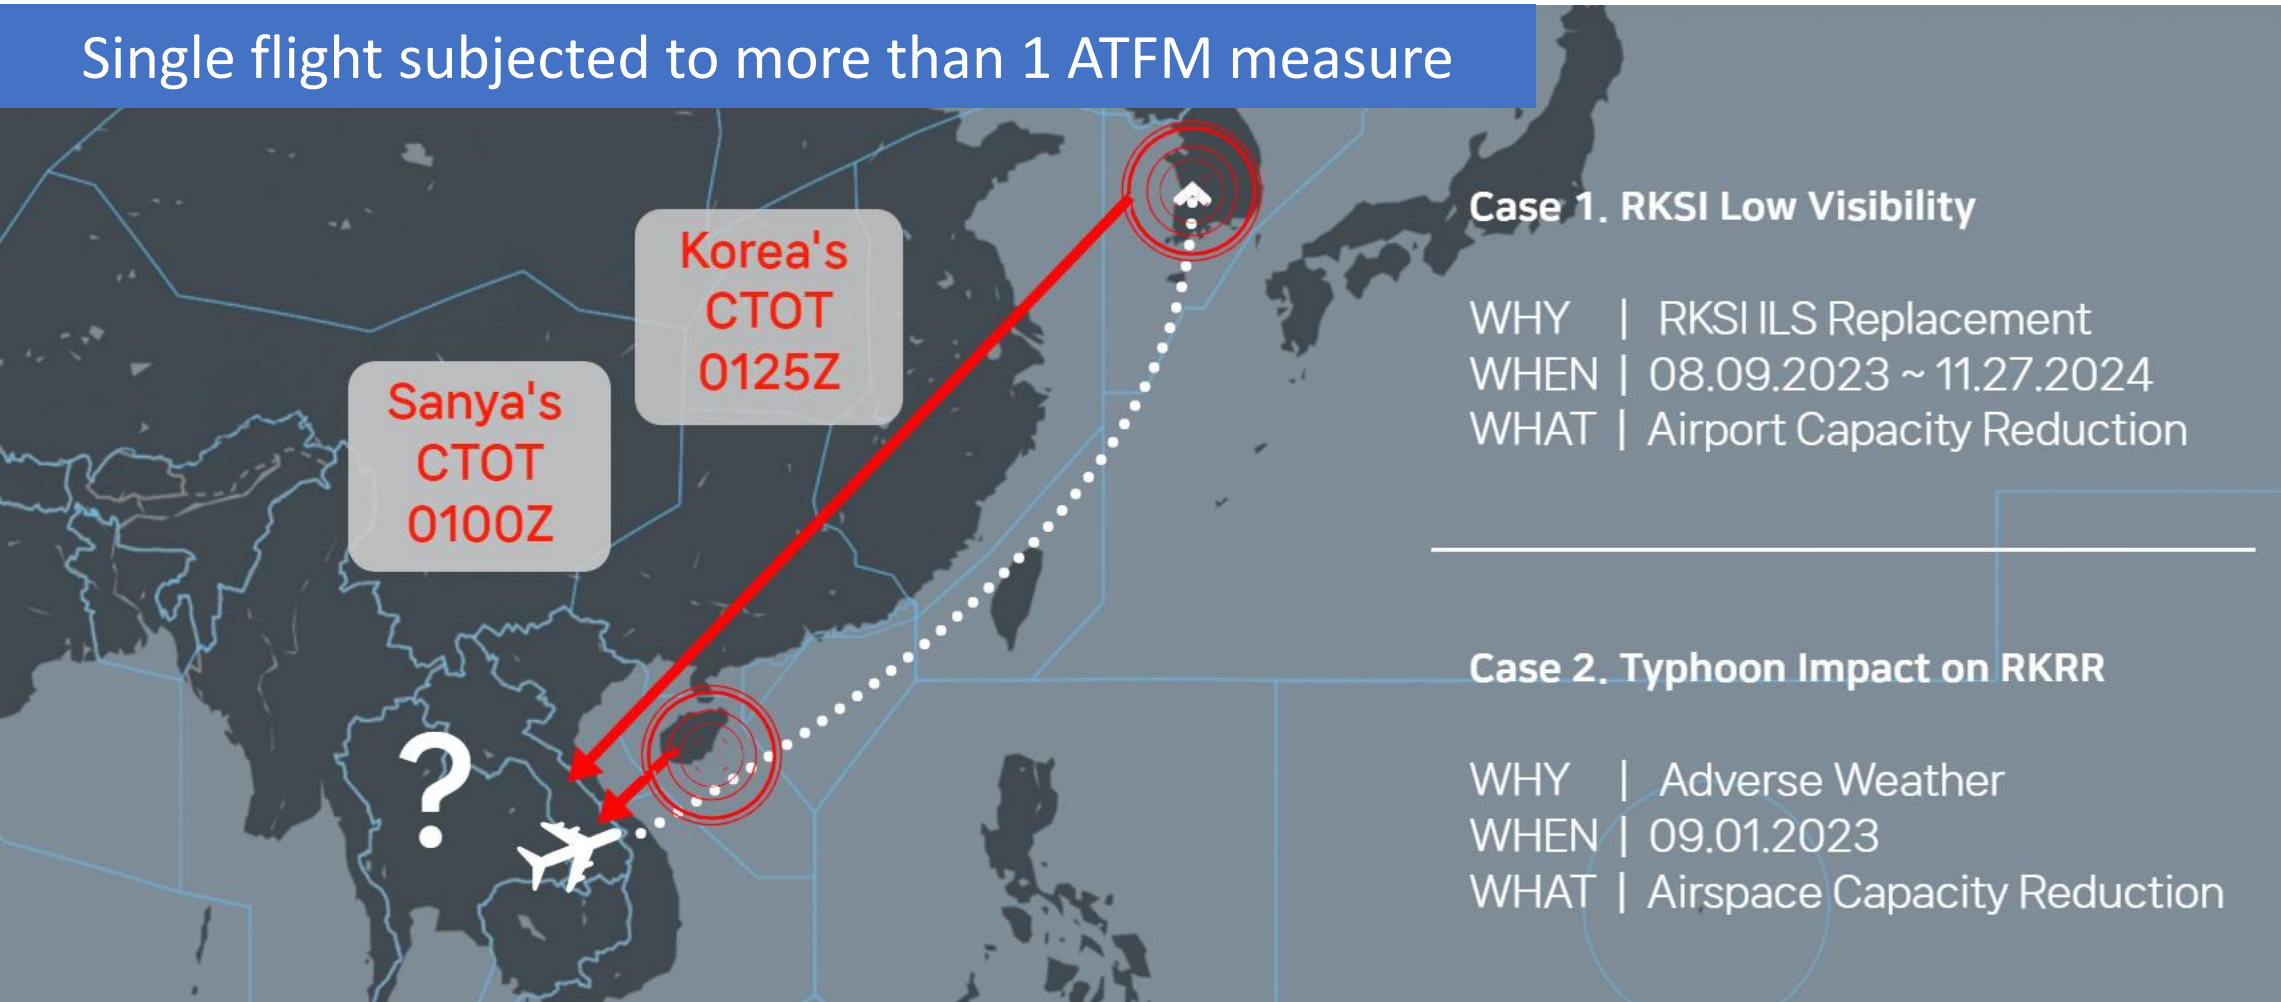 Single flight subjected to more than 1 ATFM measure
Korea's
CTOT
0125Z
Sanya's
CTOT
0100Z
?
Case 1. RKSI Low Visibility
WHY | RKSI ILS Replacement
WHEN | 08.09.2023 ~ 11.27.2024
WHAT | Airport Capacity Reduction
Case 2. Typhoon Impact on RKRR
WHY | Adverse Weather
WHEN | 09.01.2023
WHAT | Airspace Capacity Reduction